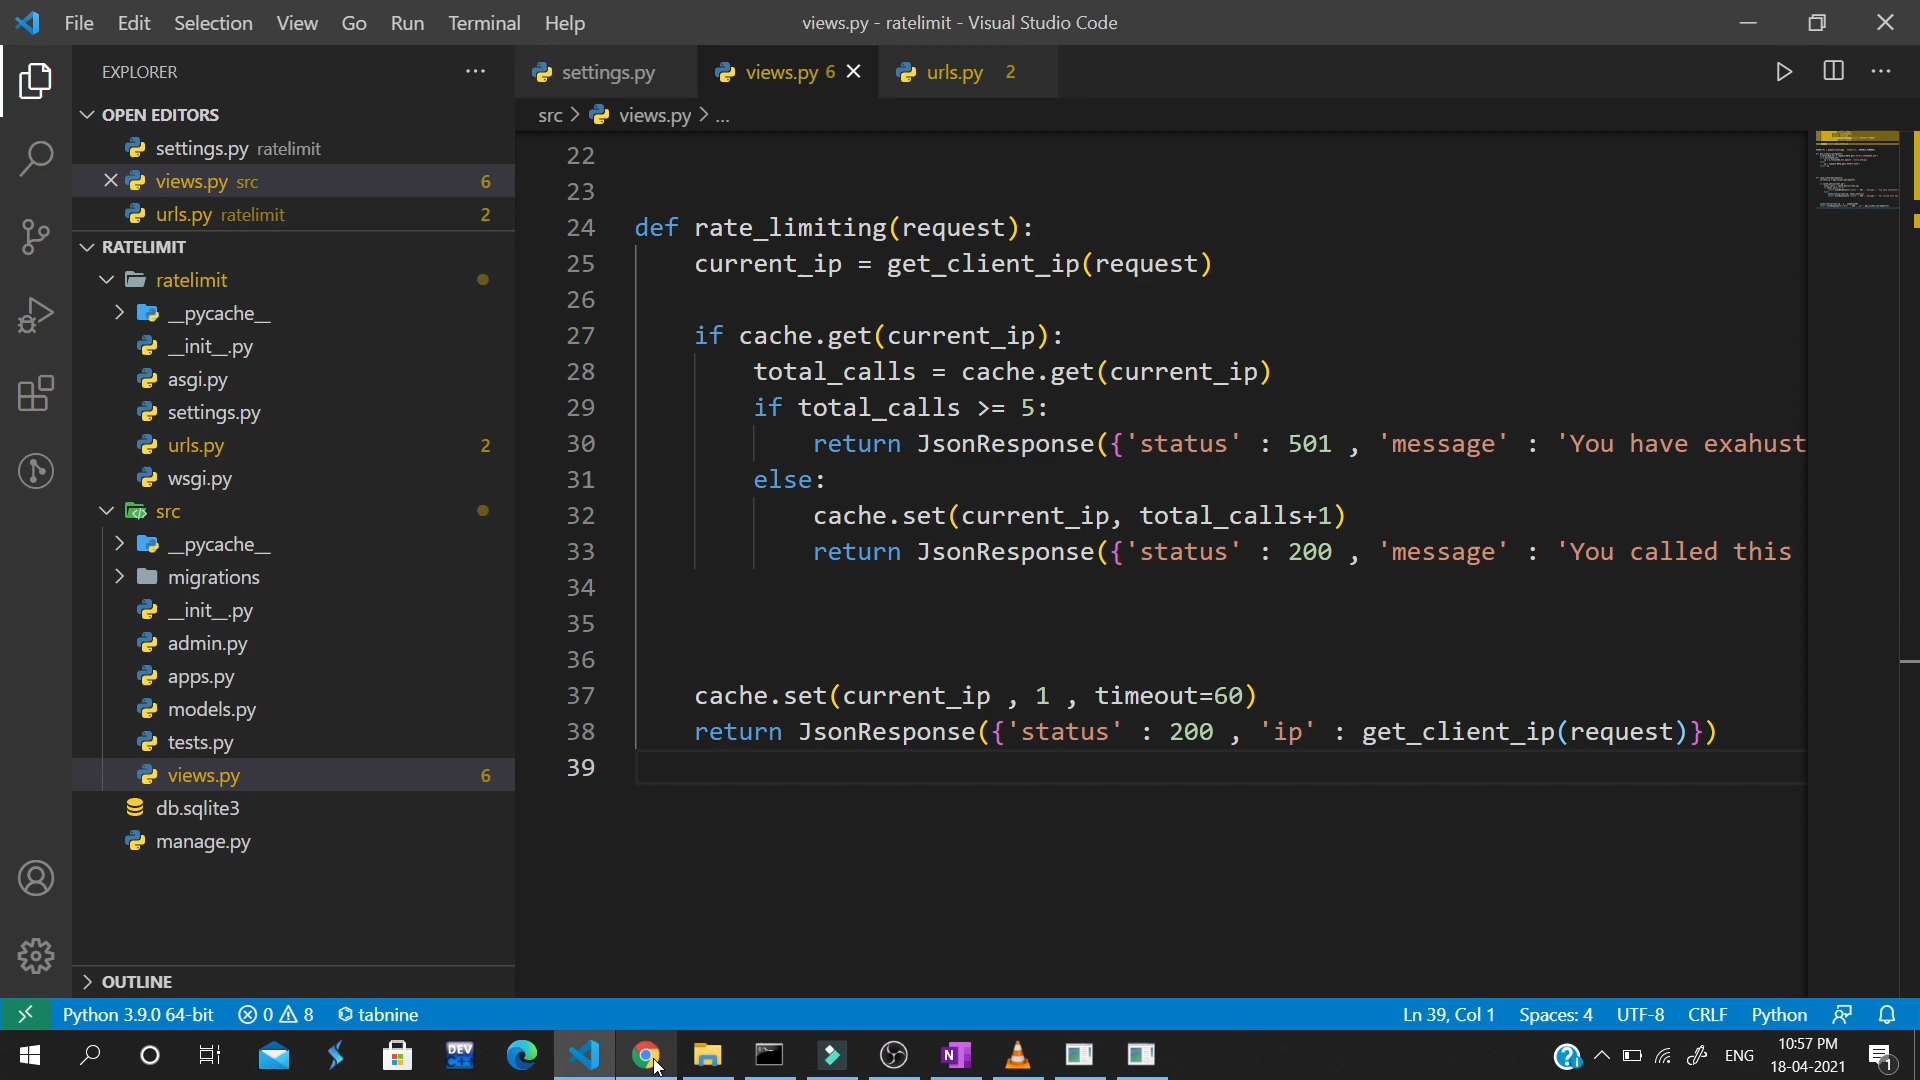 File Edit Selection View Go Run Terminal Help
views.py - ratelimit - Visual Studio Code
EXPLORER
OPEN EDITORS
settings.py ratelimit
views.py src 6
urls.py ratelimit 2
RATELIMIT
ratelimit
__pycache__
__init__.py
asgi.py
settings.py
urls.py 2
wsgi.py
src
__pycache__
migrations
__init__.py
admin.py
apps.py
models.py
tests.py
views.py 6
db.sqlite3
manage.py
OUTLINE
settings.py views.py 6 urls.py 2
src > views.py > ...
22
23
24 def rate_limiting(request):
25 current_ip = get_client_ip(request)
26
27 if cache.get(current_ip):
28 total_calls = cache.get(current_ip)
29 if total_calls >= 5:
30 return JsonResponse({'status' : 501 , 'message' : 'You have exahust
31 else:
32 cache.set(current_ip, total_calls+1)
33 return JsonResponse({'status' : 200 , 'message' : 'You called this
34
35
36
37 cache.set(current_ip , 1 , timeout=60)
38 return JsonResponse({'status' : 200 , 'ip' : get_client_ip(request)})
39
Python 3.9.0 64-bit 0 8 tabnine
Ln 39, Col 1 Spaces: 4 UTF-8 CRLF Python
DEV C++
N
ENG
10:57 PM
18-04-2021
1